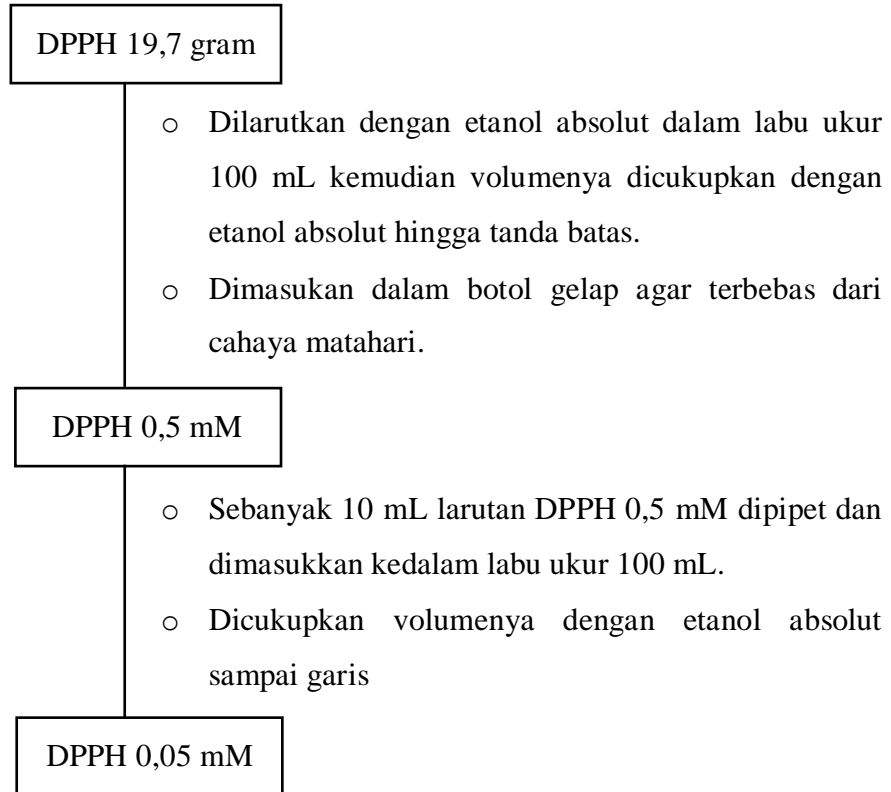 DPPH 19,7 gram
o Dilarutkan dengan etanol absolut dalam labu ukur
100 mL kemudian volumenya dicukupkan dengan
etanol absolut hingga tanda batas.
o Dimasukan dalam botol gelap agar terbebas dari
cahaya matahari.
DPPH 0,5 mM
o Sebanyak 10 mL larutan DPPH 0,5 mM dipipet dan
dimasukkan kedalam labu ukur 100 mL.
o Dicukupkan volumenya dengan etanol absolut
sampai garis
DPPH 0,05 mM